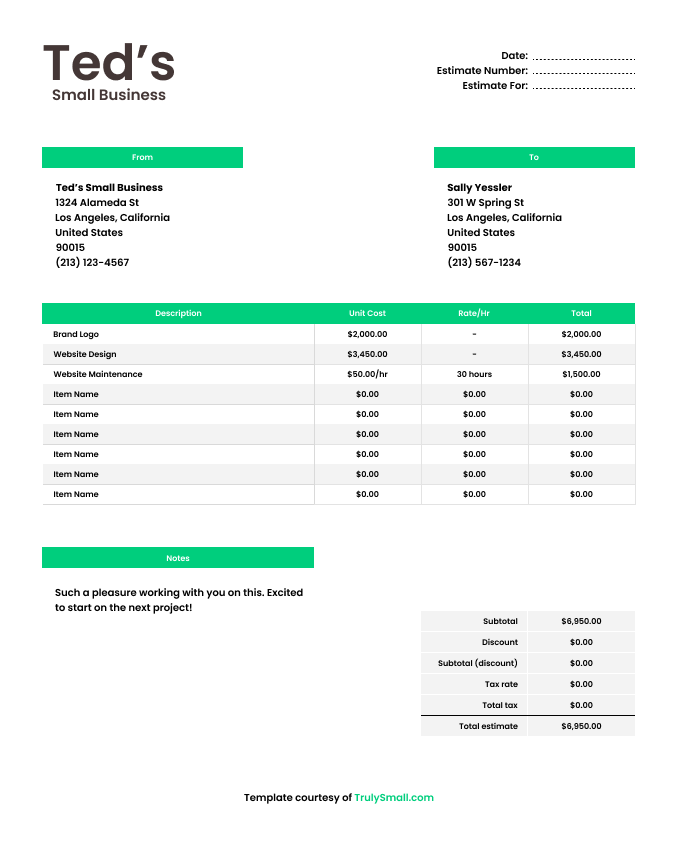 Ted's
Small Business
Date:
Estimate Number:
Estimate For:
From
To
Ted's Small Business
1324 Alameda St
Los Angeles, California
United States
90015
(213) 123-4567
Sally Yessler
301 W Spring St
Los Angeles, California
United States
90015
(213) 567-1234
Description Unit Cost Rate/Hr Total
Brand Logo $2,000.00 - $2,000.00
Website Design $3,450.00 - $3,450.00
Website Maintenance $50.00/hr 30 hours $1,500.00
Item Name $0.00 $0.00 $0.00
Item Name $0.00 $0.00 $0.00
Item Name $0.00 $0.00 $0.00
Item Name $0.00 $0.00 $0.00
Item Name $0.00 $0.00 $0.00
Item Name $0.00 $0.00 $0.00
Notes
Such a pleasure working with you on this. Excited
to start on the next project!
Subtotal $6,950.00
Discount $0.00
Subtotal (discount) $0.00
Tax rate $0.00
Total tax $0.00
Total estimate $6,950.00
Template courtesy of TrulySmall.com